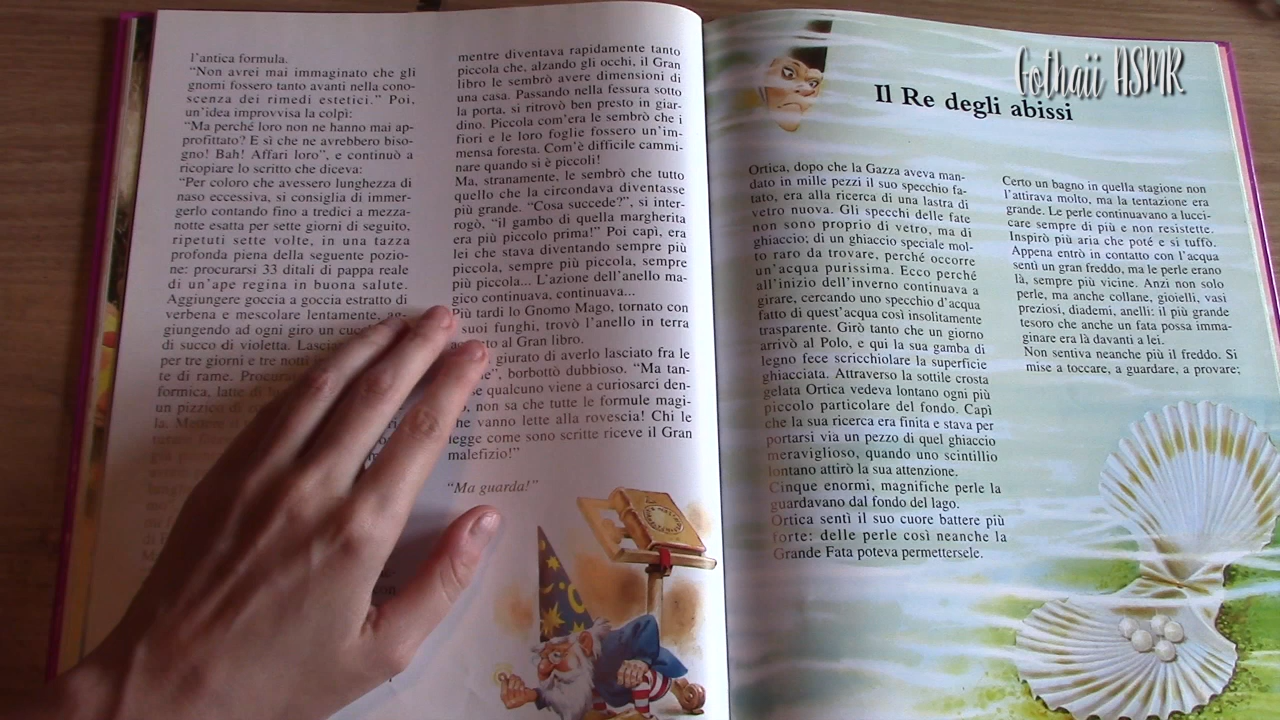 l'antica formula.
“Non avrei mai immaginato che gli
gnomi fossero tanto avanti nella cono-
scenza dei rimedi estetici.” Poi,
un'idea improvvisa la colpì:
“Ma perché loro non ne hanno mai ap-
profittato? E sì che ne avrebbero biso-
gno! Bah! Affari loro”, e continuò a
ricopiare lo scritto che diceva:
“Per coloro che avessero lunghezza di
naso eccessiva, si consiglia di immer-
gerlo contando fino a tredici a mezza-
notte esatta per sette giorni di seguito,
ripetuti sette volte, in una tazza
profonda piena della seguente pozio-
ne: procurarsi 33 ditali di pappa reale
di un'ape regina in buona salute.
Aggiungere goccia a goccia estratto di
verbena e mescolare lentamente, ag-
giungendo ad ogni giro un
di succo di violetta.
per tre giorni e tre notti
te di rame.
formica, latte di
un pizzico di
la.
mentre diventava rapidamente tanto
piccola che, alzando gli occhi, il Gran
libro le sembrò avere dimensioni di
una casa. Passando nella fessura sotto
la porta, si ritrovò ben presto in giar-
dino. Piccola com'era le sembrò che i
fiori e le loro foglie fossero un'im-
mensa foresta. Com'è difficile cammi-
nare quando si è piccoli!
Ma, stranamente, le sembrò che tutto
quello che la circondava diventasse
più grande. “Cosa succede?”, si inter-
rogò, “il gambo di quella margherita
era più piccolo prima!” Poi capì, era
lei che stava diventando sempre più
piccola, sempre più piccola, sempre
più piccola... L'azione dell'anello ma-
gico continuava, continuava...
Più tardi lo Gnomo Mago, tornato con
suoi funghi, trovò l'anello in terra
al Gran libro.
giurato di averlo lasciato fra le
borbottò dubbioso. “Ma tan-
se qualcuno viene a curiosarci den-
non sa che tutte le formule magi-
che vanno lette alla rovescia! Chi le
legge come sono scritte riceve il Gran
malefizio!”
“Ma guarda!”
Gothaii ASMR
Il Re degli abissi
Ortica, dopo che la Gazza aveva man-
dato in mille pezzi il suo specchio fa-
tato, era alla ricerca di una lastra di
vetro nuova. Gli specchi delle fate
non sono proprio di vetro, ma di
ghiaccio; di un ghiaccio speciale mol-
to raro da trovare, perché occorre
un'acqua purissima. Ecco perché
all'inizio dell'inverno continuava a
girare, cercando uno specchio d'acqua
fatto di quest'acqua così insolitamente
trasparente. Girò tanto che un giorno
arrivò al Polo, e qui la sua gamba di
legno fece scricchiolare la superficie
ghiacciata. Attraverso la sottile crosta
gelata Ortica vedeva lontano ogni più
piccolo particolare del fondo. Capì
che la sua ricerca era finita e stava per
portarsi via un pezzo di quel ghiaccio
meraviglioso, quando uno scintillio
lontano attirò la sua attenzione.
Cinque enormi, magnifiche perle la
guardavano dal fondo del lago.
Ortica sentì il suo cuore battere più
forte: delle perle così neanche la
Grande Fata poteva permettersele.
Certo un bagno in quella stagione non
l'attirava molto, ma la tentazione era
grande. Le perle continuavano a lucci-
care sempre di più e non resistette.
Inspirò più aria che poté e si tuffò.
Appena entrò in contatto con l'acqua
sentì un gran freddo, ma le perle erano
là, sempre più vicine. Anzi non solo
perle, ma anche collane, gioielli, vasi
preziosi, diademi, anelli: il più grande
tesoro che anche un fata possa imma-
ginare era là davanti a lei.
Non sentiva neanche più il freddo. Si
mise a toccare, a guardare, a provare;